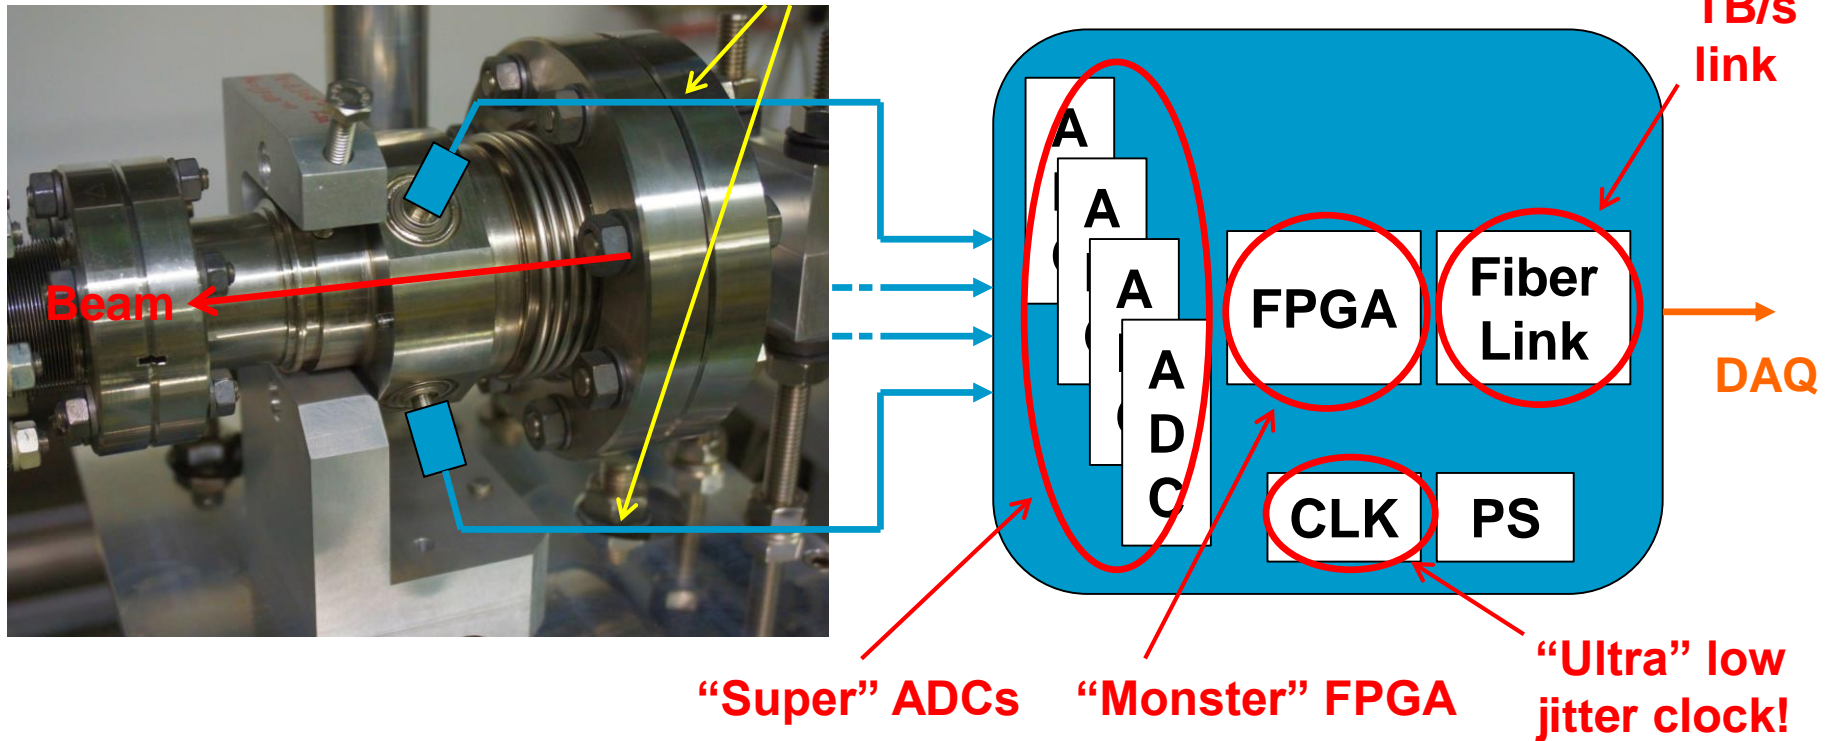 TB/s
link
A
A
A
A
D
C
FPGA
Fiber
Link
Beam
DAQ
CLK
PS
“Super” ADCs
“Monster” FPGA
“Ultra” low
jitter clock!